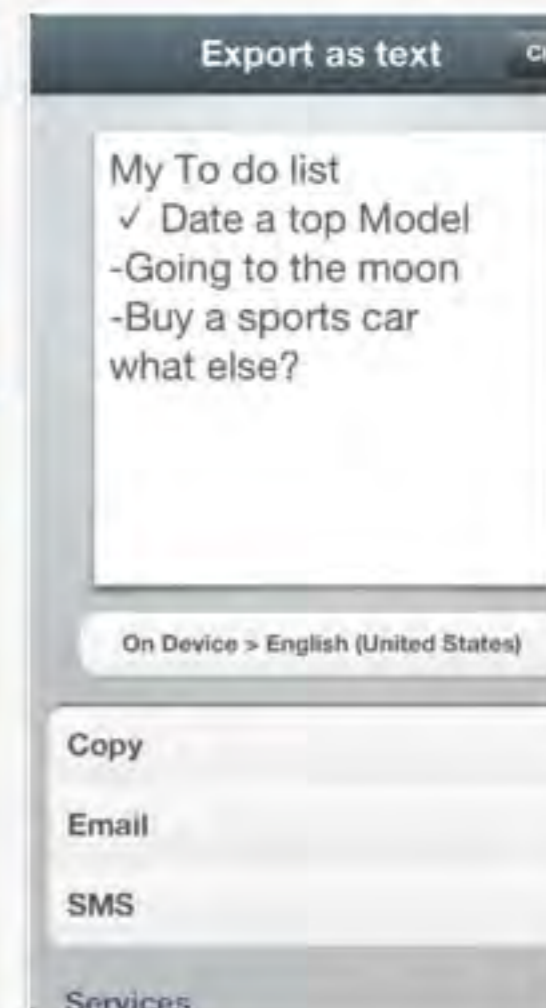 Export as text
My To do list
✓ Date a top Model
-Going to the moon
-Buy a sports car
what else?
On Device > English (United States)
Copy
Email
SMS
Services